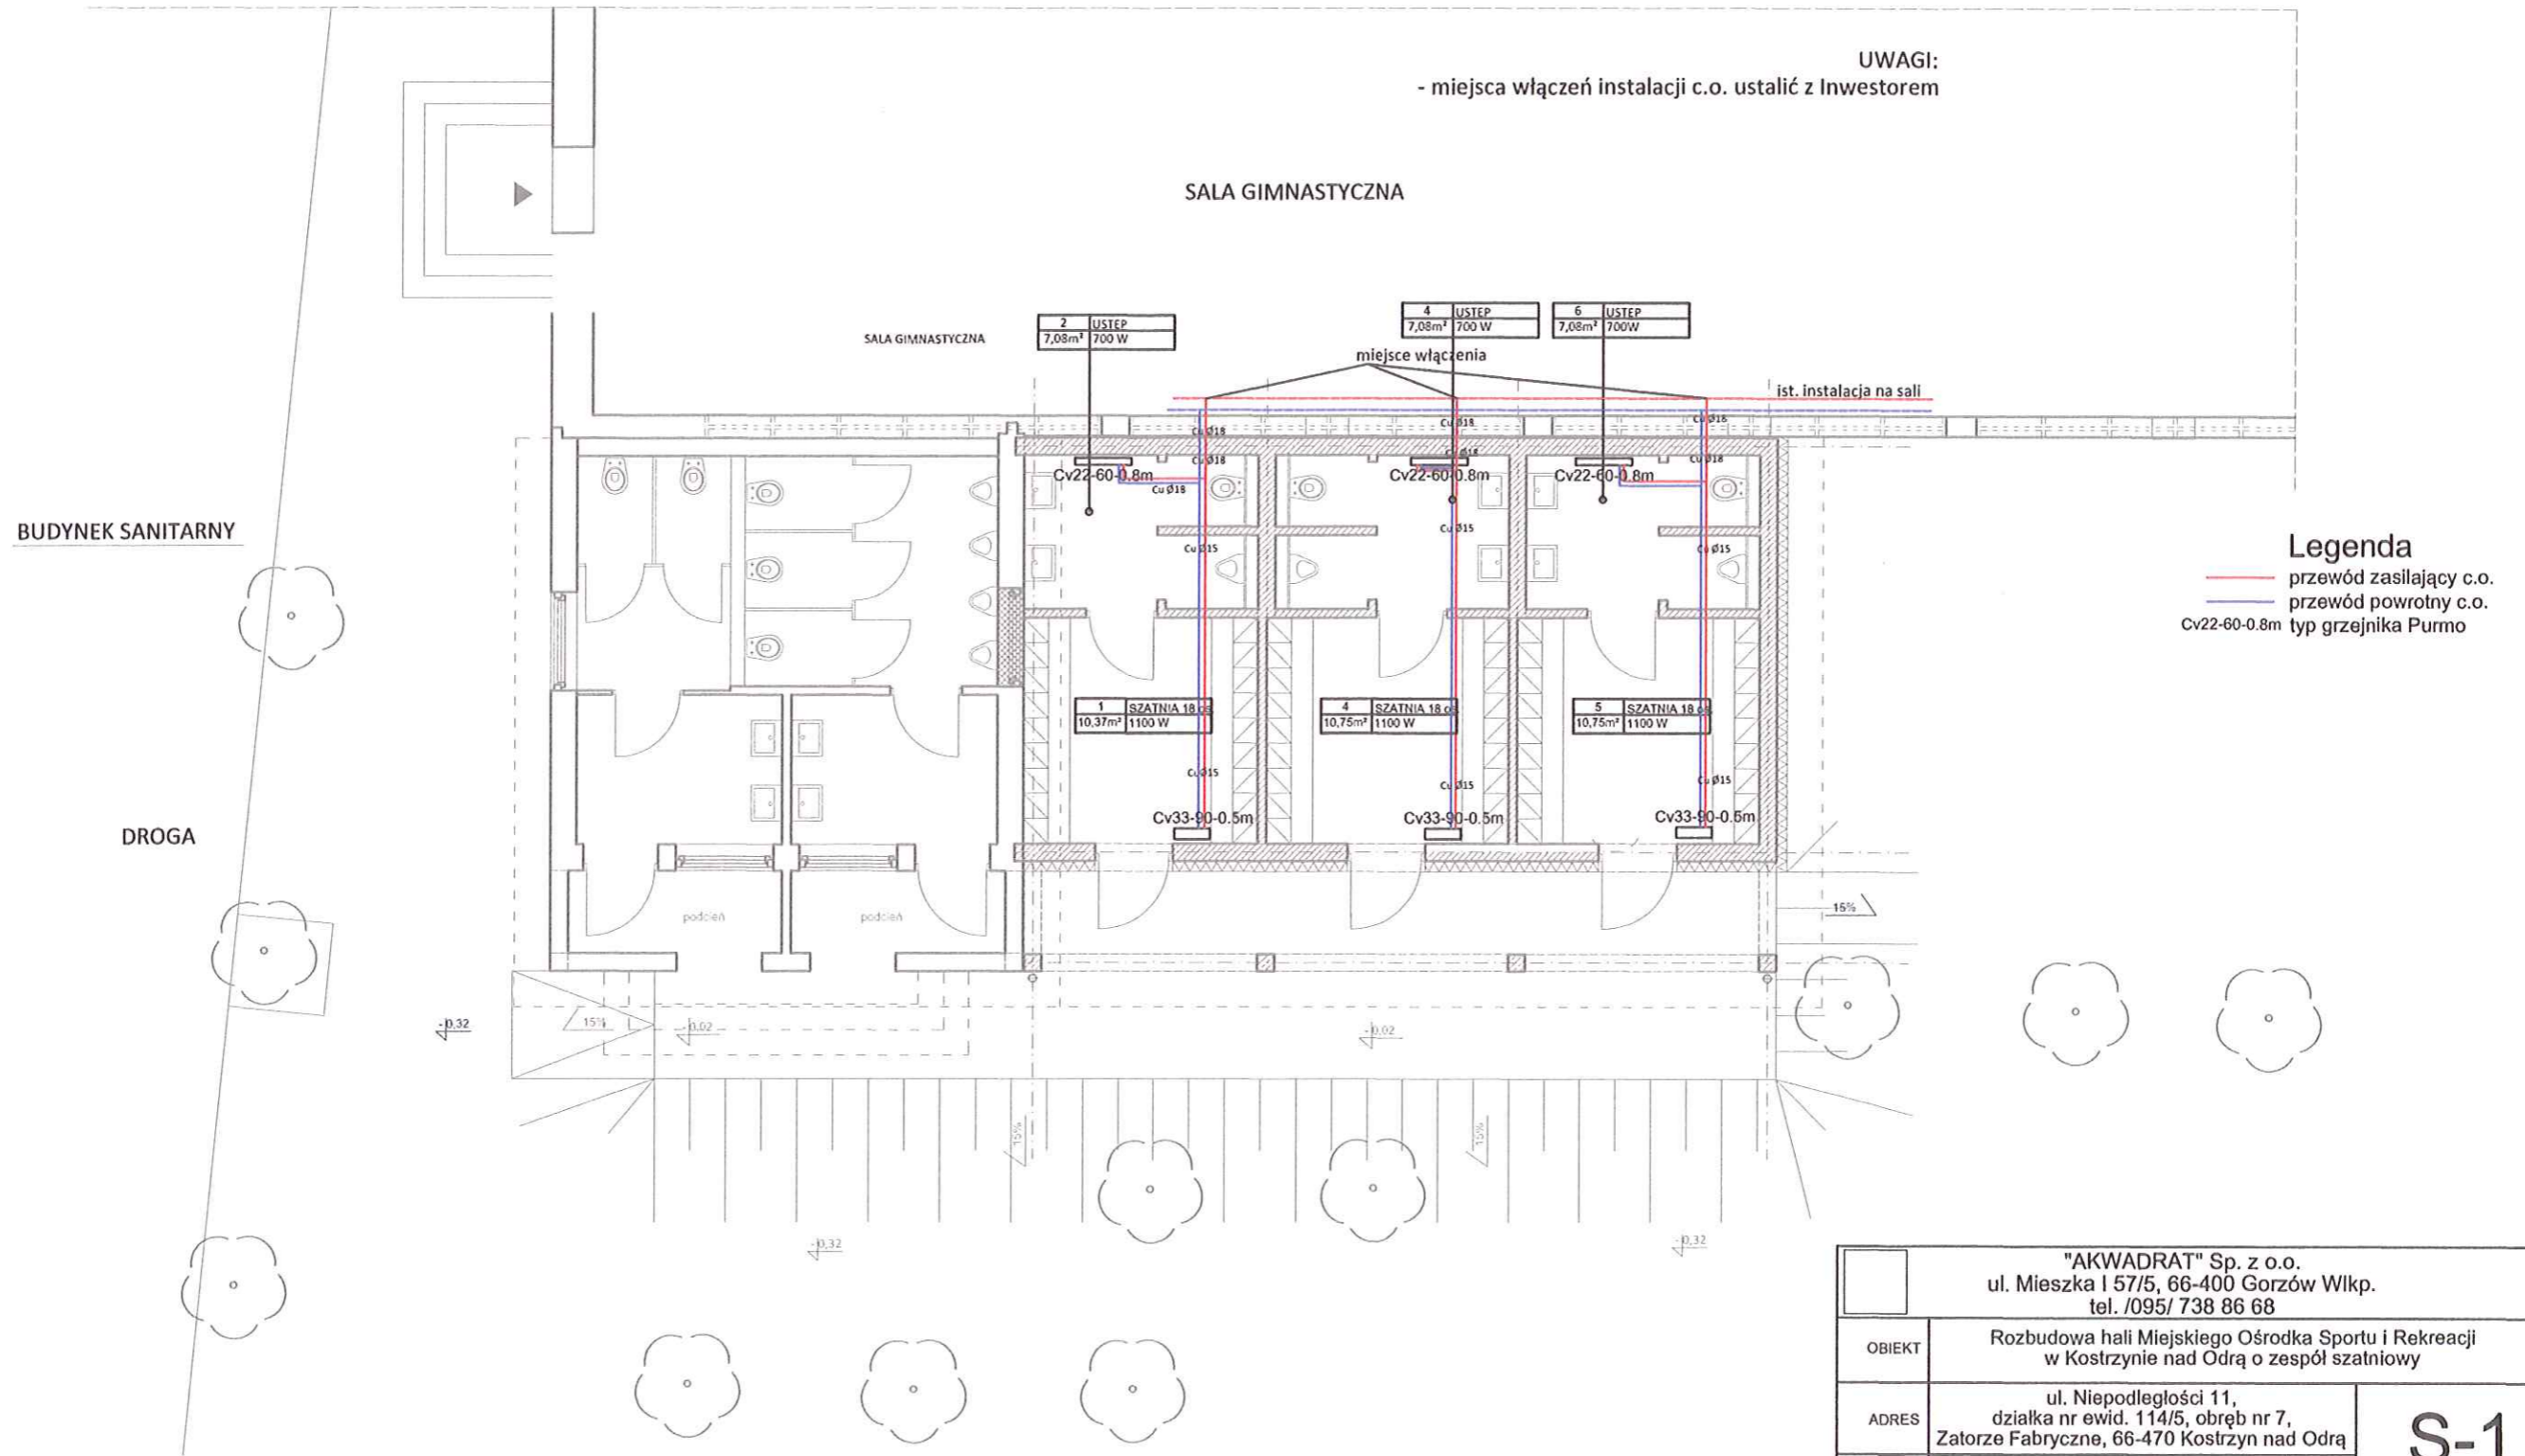 UWAGI:
- miejsca włączeń instalacji c.o. ustalić z Inwestorem
SALA GIMNASTYCZNA
SALA GIMNASTYCZNA
2 USTEP
7,08m² 700 W
4 USTEP
7,08m² 700 W
6 USTEP
7,08m² 700W
miejsce włączenia
ist. instalacja na sali
Cu Ø18
Cu Ø18
Cu Ø18
Cu Ø18
Cu Ø18
Cu Ø18
Cv22-60-0.8m
Cv22-60-0.8m
Cv22-60-0.8m
Cu Ø18
BUDYNEK SANITARNY
Cu Ø15
Cu Ø15
Cu Ø15
Legenda
przewód zasilający c.o.
przewód powrotny c.o.
Cv22-60-0.8m typ grzejnika Purmo
1 SZATNIA 18 os
10,37m² 1100 W
4 SZATNIA 18 os
10,75m² 1100 W
5 SZATNIA 18 os
10,75m² 1100 W
Cu Ø15
Cu Ø15
Cu Ø15
Cv33-90-0.5m
Cv33-90-0.5m
Cv33-90-0.5m
DROGA
podcień
podcień
15%
-0,32
15%
-0,02
-0,02
15%
15%
-0,32
-0,32
"AKWADRAT" Sp. z o.o.
ul. Mieszka I 57/5, 66-400 Gorzów Wlkp.
tel. /095/ 738 86 68
OBIEKT
Rozbudowa hali Miejskiego Ośrodka Sportu i Rekreacji
w Kostrzynie nad Odrą o zespół szatniowy
ADRES
ul. Niepodległości 11,
działka nr ewid. 114/5, obręb nr 7,
Zatorze Fabryczne, 66-470 Kostrzyn nad Odrą
S-1